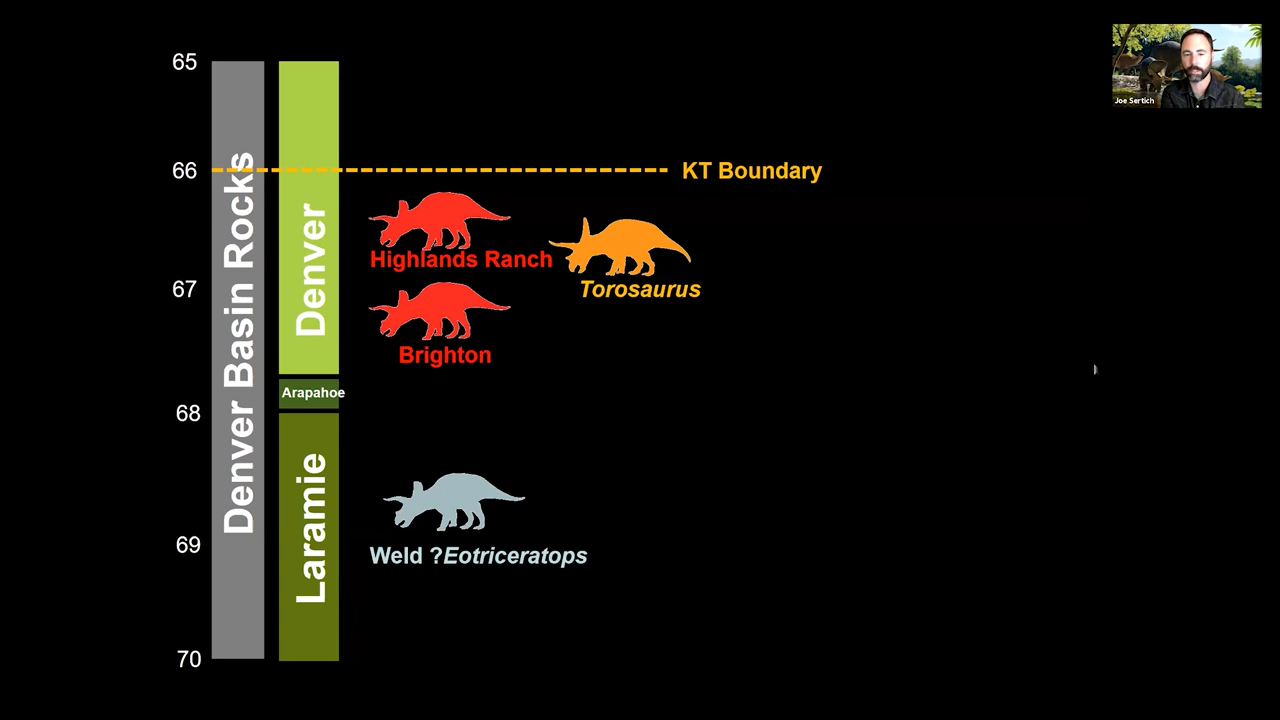 65
66
67
68
69
70
Denver Basin Rocks
Denver
Arapahoe
Laramie
KT Boundary
Highlands Ranch
Torosaurus
Brighton
Weld ?Eotriceratops
Joe Sertich